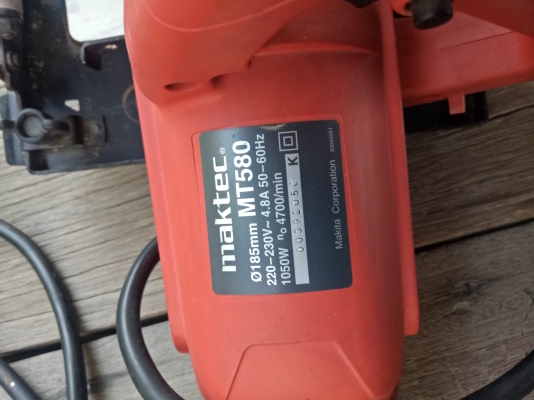 maktec®
MT580
Ø185mm
220–230V~ 4.8A 50–60Hz
1050W n₀ 4700/min
K
Makita Corporation